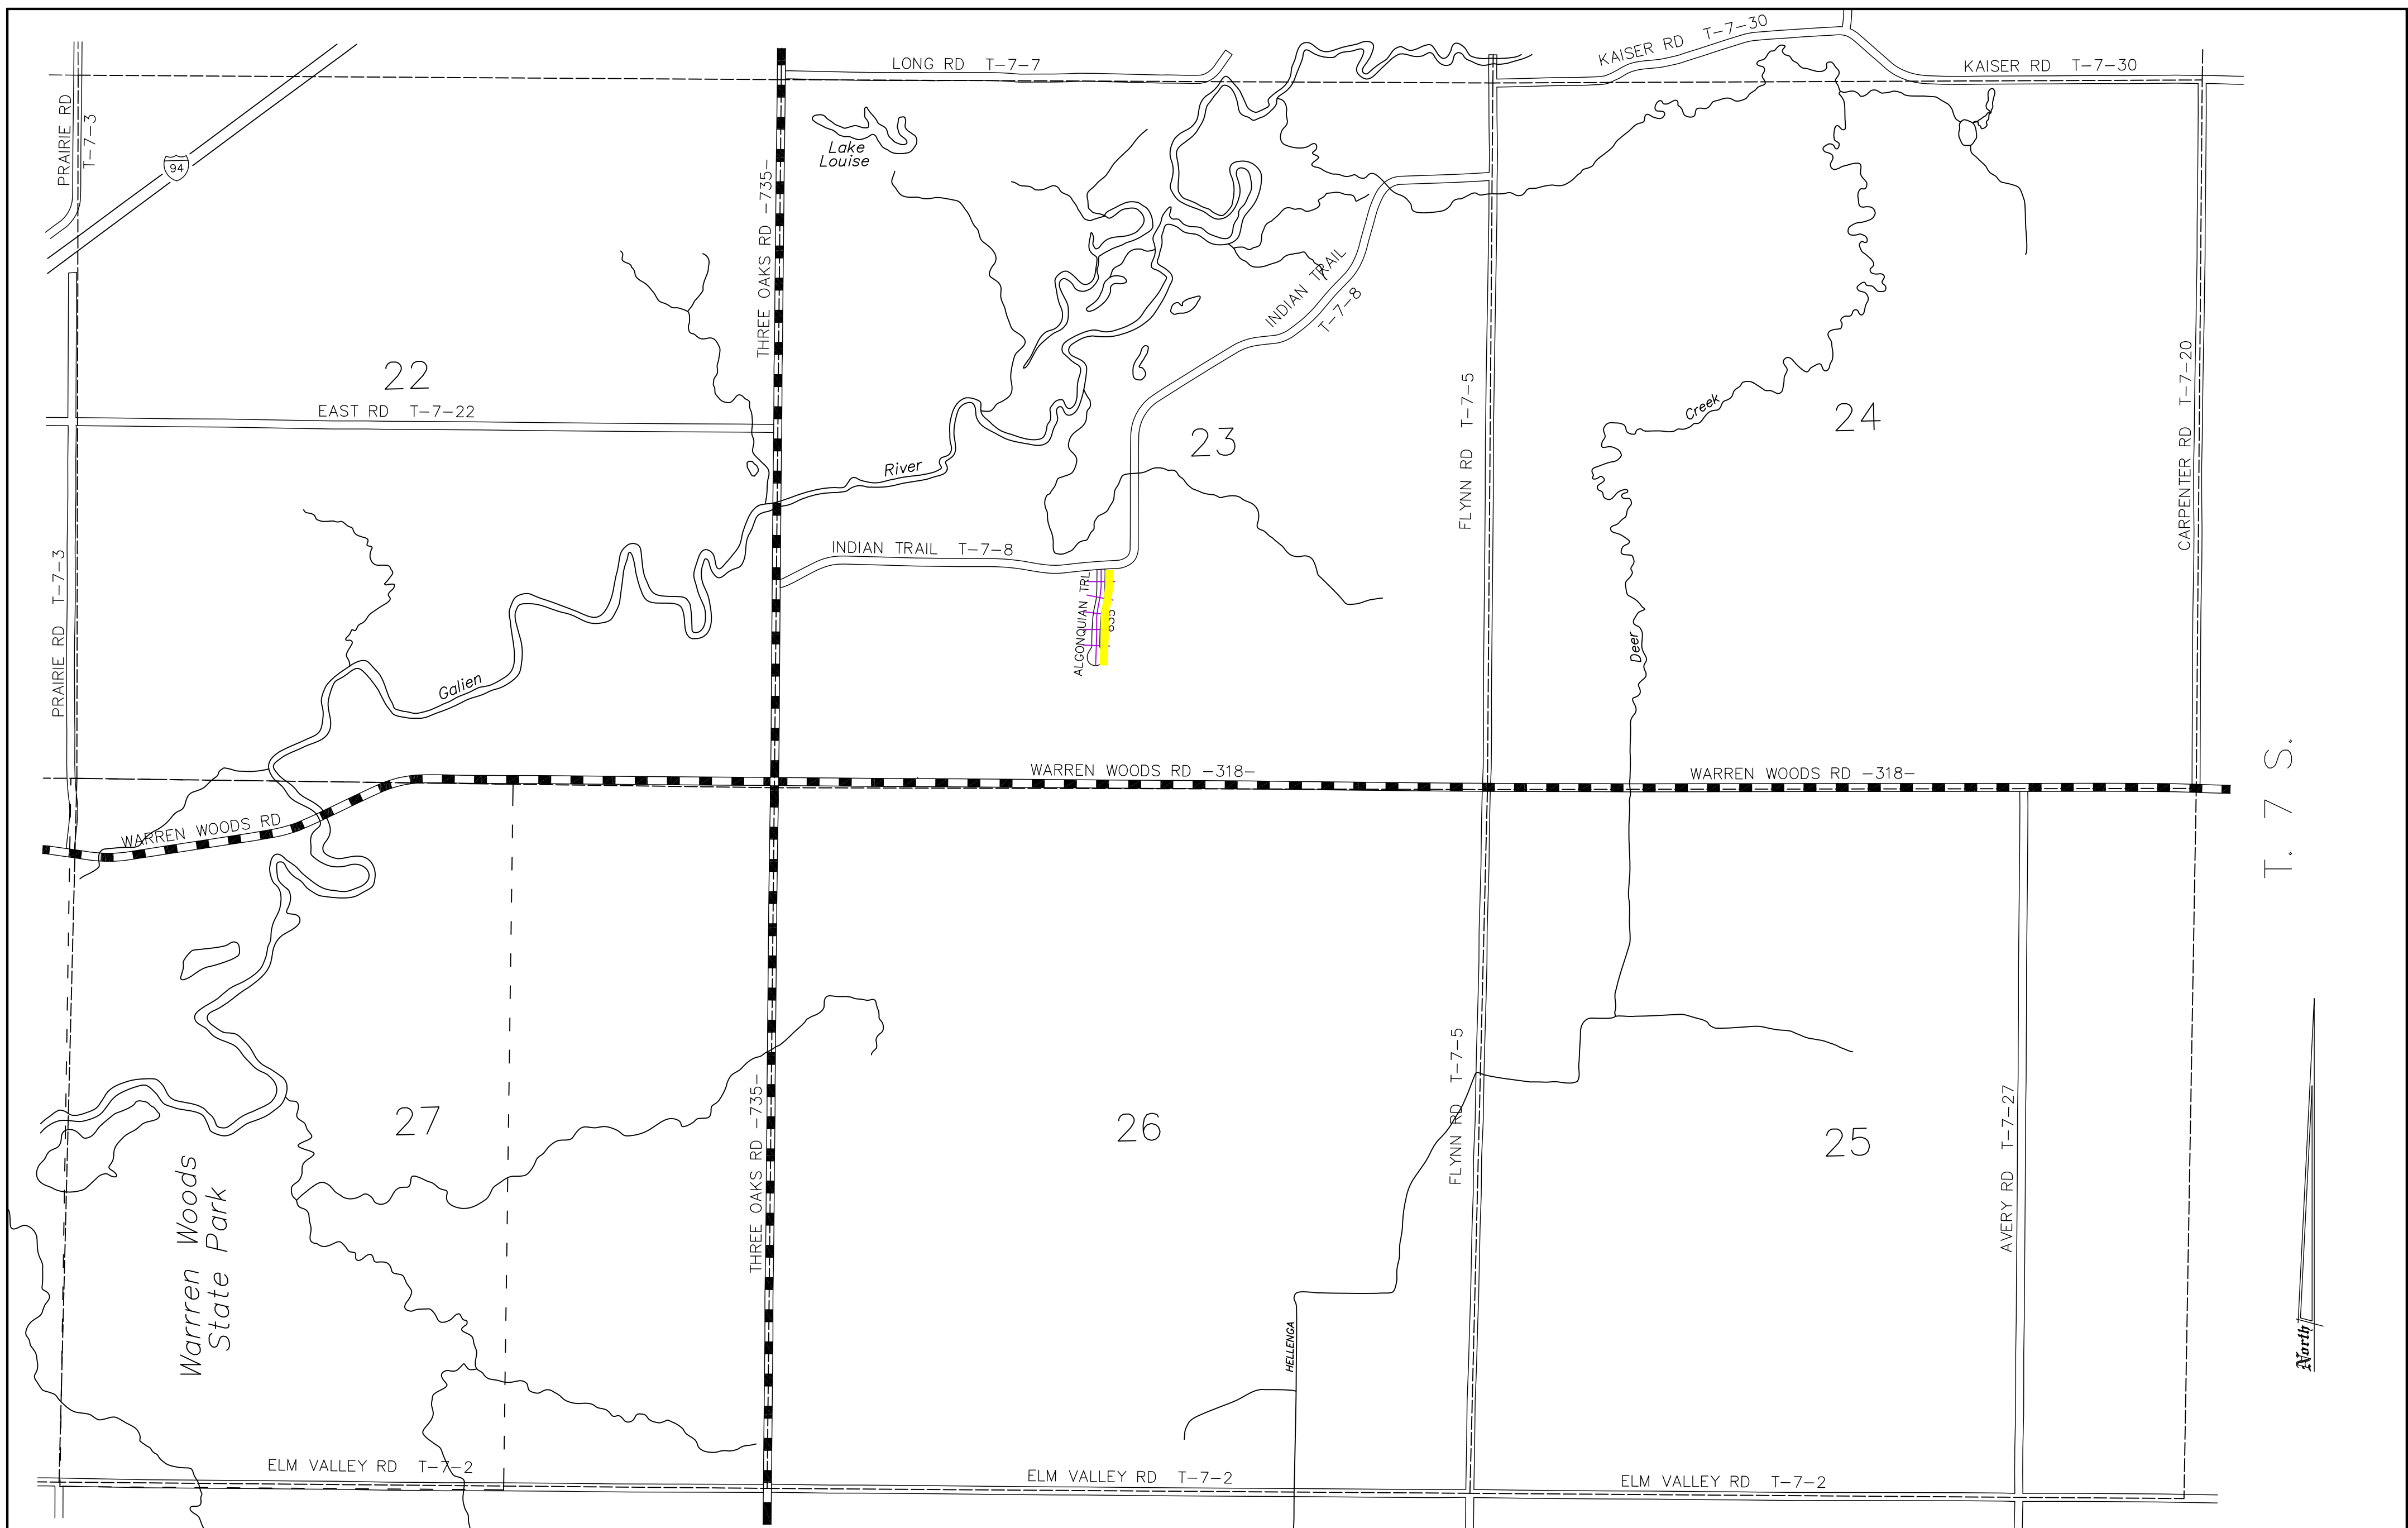 LONG RD T-7-7
KAISER RD T-7-30
KAISER RD T-7-30
PRAIRIE RD
T-7-3
94
Lake
Louise
THREE OAKS RD -735-
INDIAN TRAIL
T-7-8
22
EAST RD T-7-22
River
23
FLYNN RD T-7-5
Creek
24
CARPENTER RD T-7-20
INDIAN TRAIL T-7-8
ALGONQUIAN TRL
PRAIRIE RD T-7-3
Galien
Deer
WARREN WOODS RD -318-
WARREN WOODS RD -318-
WARREN WOODS RD
T. 7 S.
27
26
25
THREE OAKS RD -735-
FLYNN RD T-7-5
AVERY RD T-7-27
Warren Woods
State Park
HELLENGA
North
ELM VALLEY RD T-7-2
ELM VALLEY RD T-7-2
ELM VALLEY RD T-7-2